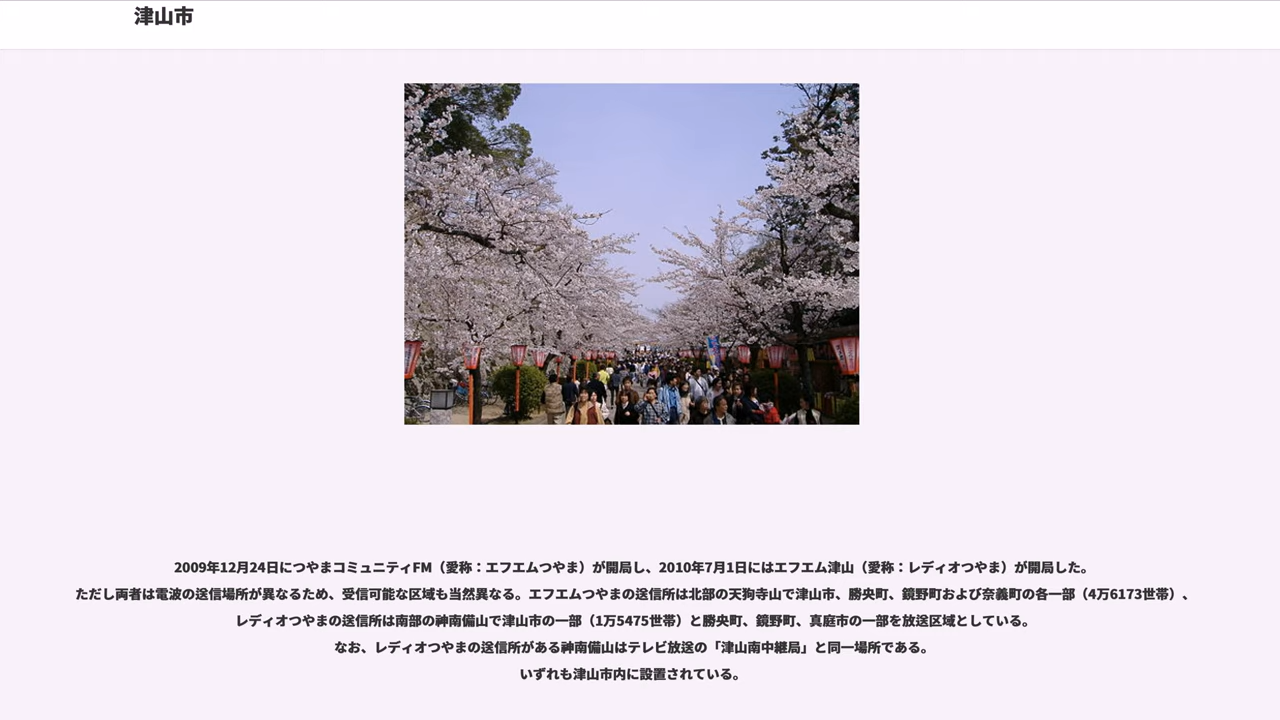 津山市
2009年12月24日につやまコミュニティFM（愛称：エフエムつやま）が開局し、2010年7月1日にはエフエム津山（愛称：レディオつやま）が開局した。
ただし両者は電波の送信場所が異なるため、受信可能な区域も当然異なる。エフエムつやまの送信所は北部の天狗寺山で津山市、勝央町、鏡野町および奈義町の各一部（4万6173世帯）、
レディオつやまの送信所は南部の神南備山で津山市の一部（1万5475世帯）と勝央町、鏡野町、真庭市の一部を放送区域としている。
なお、レディオつやまの送信所がある神南備山はテレビ放送の「津山南中継局」と同一場所である。
いずれも津山市内に設置されている。